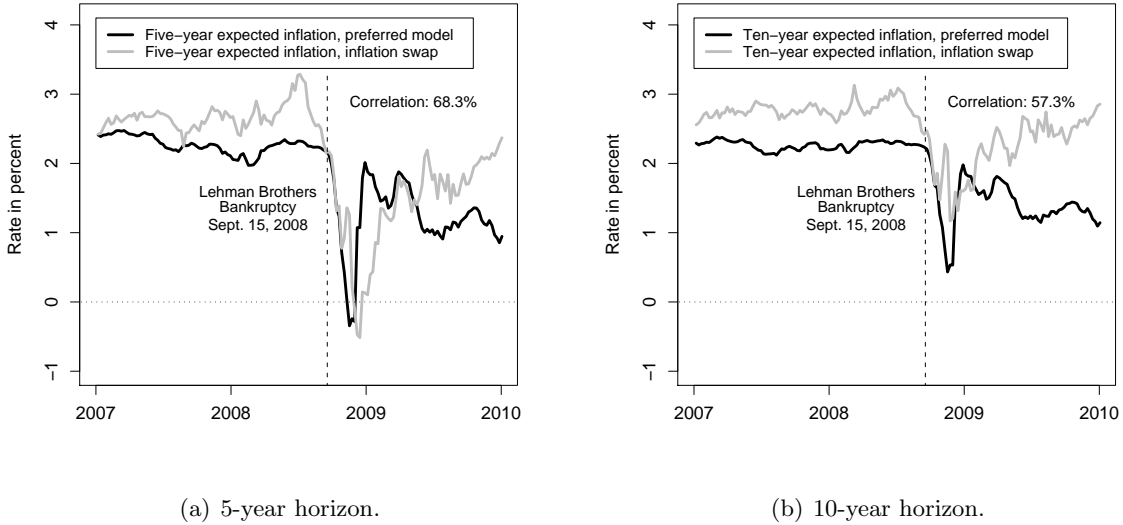 Five−year expected inflation, preferred model
Five−year expected inflation, inflation swap
Correlation: 68.3%
Lehman Brothers
Bankruptcy
Sept. 15, 2008
Rate in percent
4
3
2
1
0
−1
2007 2008 2009 2010
(a) 5-year horizon.
Ten−year expected inflation, preferred model
Ten−year expected inflation, inflation swap
Correlation: 57.3%
Lehman Brothers
Bankruptcy
Sept. 15, 2008
Rate in percent
4
3
2
1
0
−1
2007 2008 2009 2010
(b) 10-year horizon.